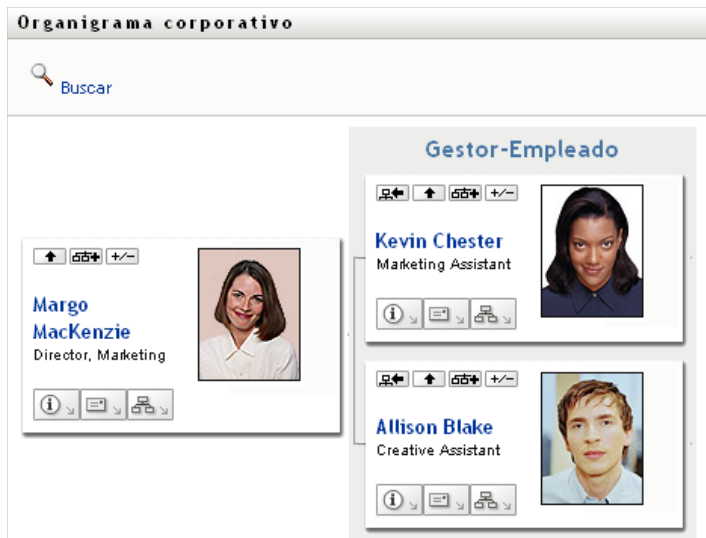 Organigrama corporativo
Buscar
Gestor-Empleado
Margo
MacKenzie
Director, Marketing
Kevin Chester
Marketing Assistant
Allison Blake
Creative Assistant